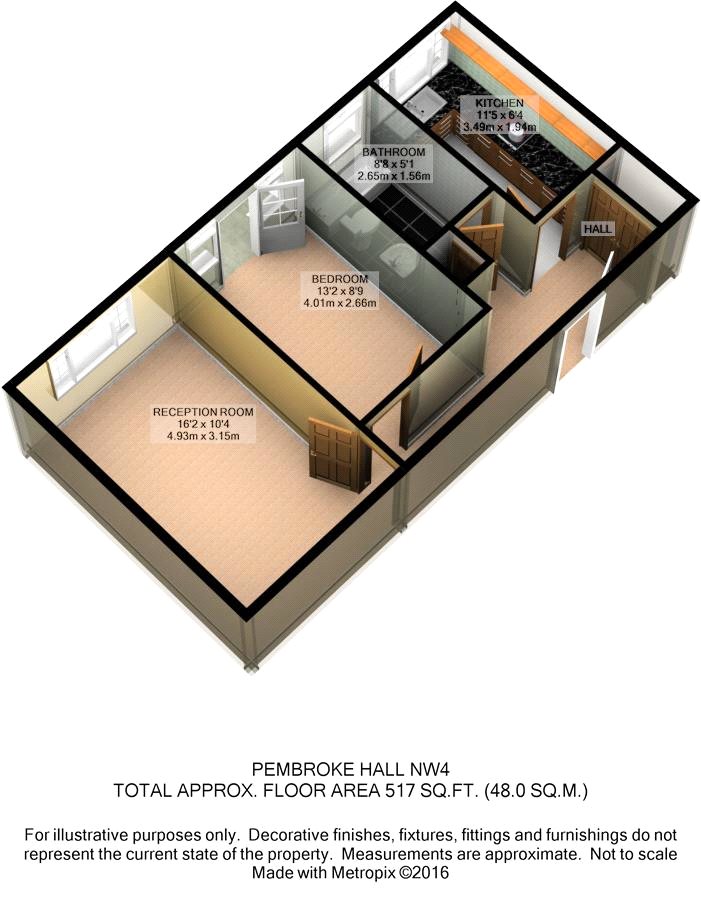 KITCHEN
11'5 x 6'4
3.49m x 1.94m
BATHROOM
8'8 x 5'1
2.65m x 1.56m
HALL
BEDROOM
13'2 x 8'9
4.01m x 2.66m
RECEPTION ROOM
16'2 x 10'4
4.93m x 3.15m
PEMBROKE HALL NW4
TOTAL APPROX. FLOOR AREA 517 SQ.FT. (48.0 SQ.M.)
For illustrative purposes only. Decorative finishes, fixtures, fittings and furnishings do not
represent the current state of the property. Measurements are approximate. Not to scale
Made with Metropix ©2016